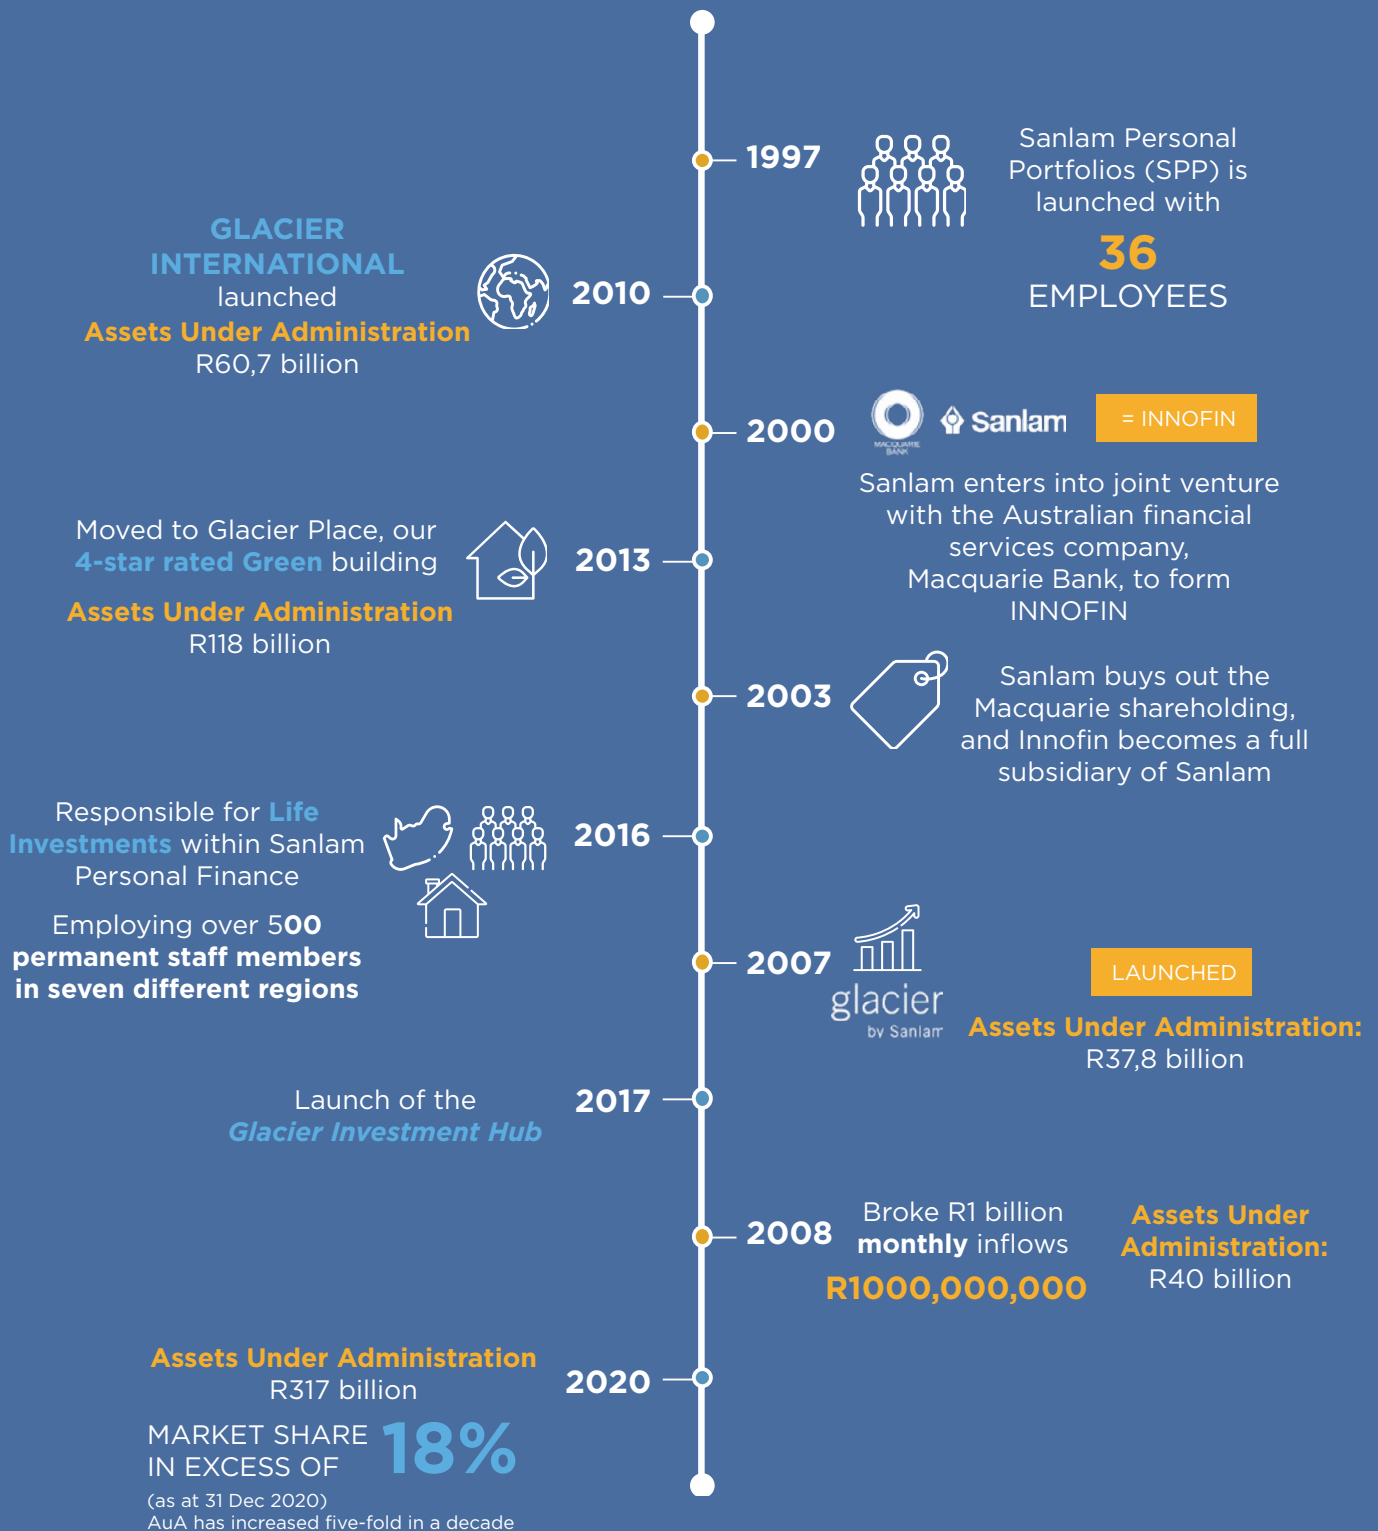 1997
Sanlam Personal
Portfolios (SPP) is
launched with
36
EMPLOYEES
GLACIER
INTERNATIONAL
launched
Assets Under Administration
R60,7 billion
2010
2000
MACQUARIE
BANK
Sanlam
= INNOFIN
Sanlam enters into joint venture
with the Australian financial
services company,
Macquarie Bank, to form
INNOFIN
Moved to Glacier Place, our
4-star rated Green building
Assets Under Administration
R118 billion
2013
2003
Sanlam buys out the
Macquarie shareholding,
and Innofin becomes a full
subsidiary of Sanlam
Responsible for Life
Investments within Sanlam
Personal Finance
Employing over 500
permanent staff members
in seven different regions
2016
2007
glacier
by Sanlam
LAUNCHED
Assets Under Administration:
R37,8 billion
Launch of the
Glacier Investment Hub
2017
2008
Broke R1 billion
monthly inflows
R1000,000,000
Assets Under
Administration:
R40 billion
Assets Under Administration
R317 billion
2020
MARKET SHARE
IN EXCESS OF
18%
(as at 31 Dec 2020)
AuA has increased five-fold in a decade